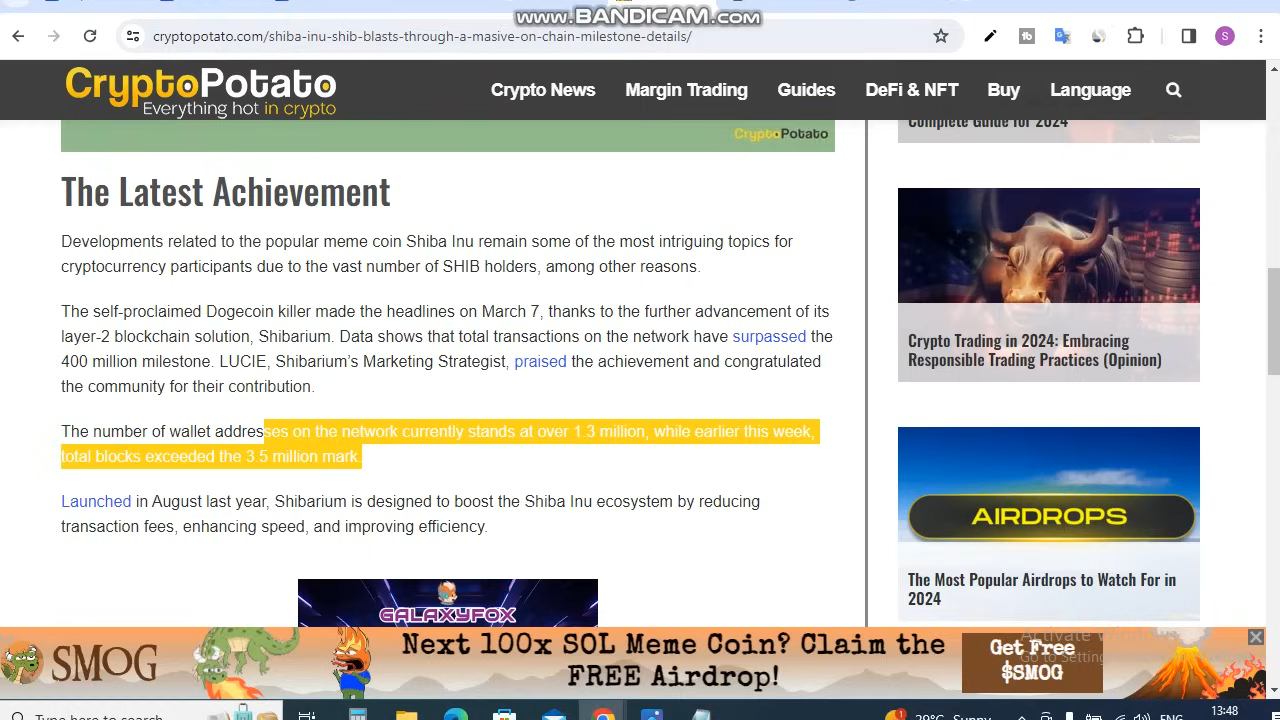 www.BANDICAM.com
cryptopotato.com/shiba-inu-shib-blasts-through-a-masive-on-chain-milestone-details/
S
CryptoPotato
Everything hot in crypto
Crypto News
Margin Trading
Guides
DeFi & NFT
Buy
Language
CryptoPotato
Complete Guide for 2024
The Latest Achievement
Developments related to the popular meme coin Shiba Inu remain some of the most intriguing topics for
cryptocurrency participants due to the vast number of SHIB holders, among other reasons.
The self-proclaimed Dogecoin killer made the headlines on March 7, thanks to the further advancement of its
layer-2 blockchain solution, Shibarium. Data shows that total transactions on the network have surpassed the
400 million milestone. LUCIE, Shibarium's Marketing Strategist, praised the achievement and congratulated
the community for their contribution.
The number of wallet addresses on the network currently stands at over 1.3 million, while earlier this week,
total blocks exceeded the 3.5 million mark.
Launched in August last year, Shibarium is designed to boost the Shiba Inu ecosystem by reducing
transaction fees, enhancing speed, and improving efficiency.
Crypto Trading in 2024: Embracing
Responsible Trading Practices (Opinion)
AIRDROPS
The Most Popular Airdrops to Watch For in
2024
GALAXYFOX
SMOG
Next 100x SOL Meme Coin? Claim the
FREE Airdrop!
Get Free
$SMOG
Activate Wind
Go to Setting
Type here to search
29°C Sunny
ENG
13:48